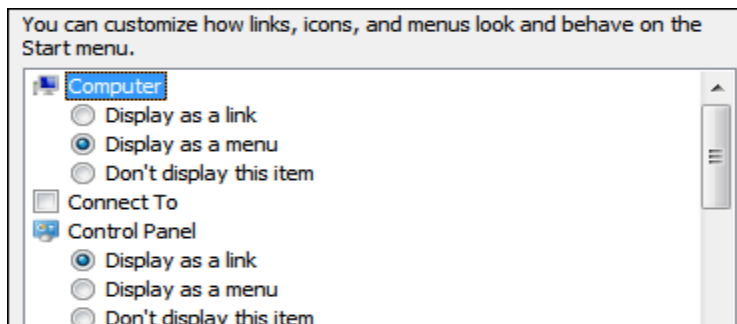 You can customize how links, icons, and menus look and behave on the
Start menu.
Computer
Display as a link
Display as a menu
Don't display this item
Connect To
Control Panel
Display as a link
Display as a menu
Don't display this item